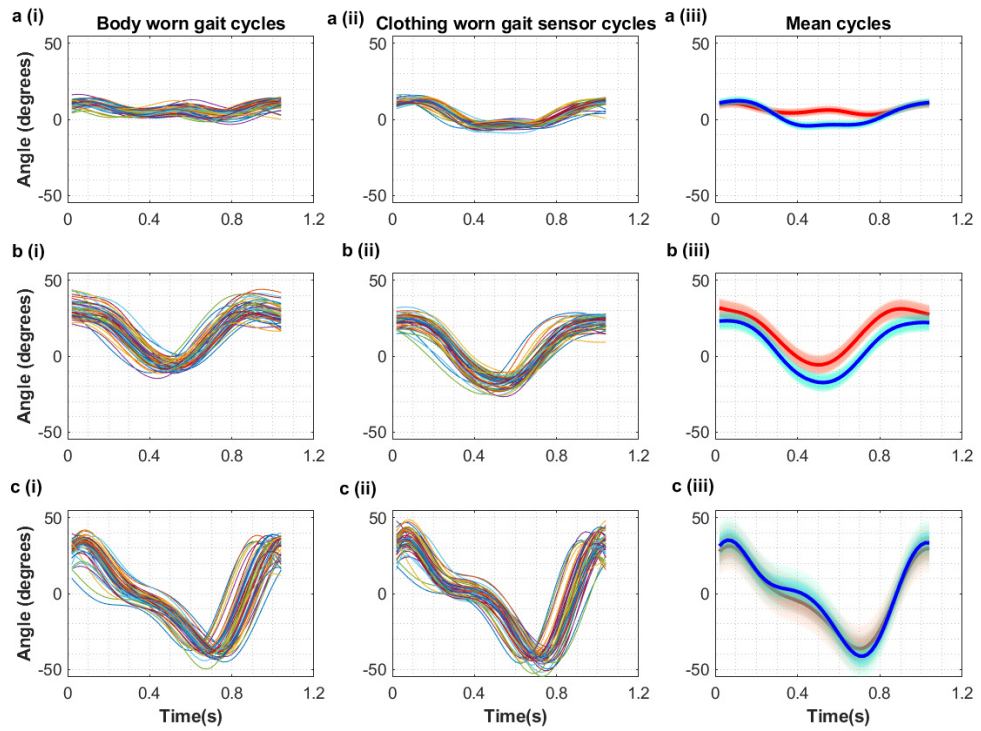 a (i) Body worn gait cycles a (ii) Clothing worn gait sensor cycles a (iii) Mean cycles
50 50 50
Angle (degrees)
0 0 0
-50 -50 -50
0 0.4 0.8 1.2 0 0.4 0.8 1.2 0 0.4 0.8 1.2
b (i) b (ii) b (iii)
50 50 50
Angle (degrees)
0 0 0
-50 -50 -50
0 0.4 0.8 1.2 0 0.4 0.8 1.2 0 0.4 0.8 1.2
c (i) c (ii) c (iii)
50 50 50
Angle (degrees)
0 0 0
-50 -50 -50
0 0.4 0.8 1.2 0 0.4 0.8 1.2 0 0.4 0.8 1.2
Time(s) Time(s) Time(s)